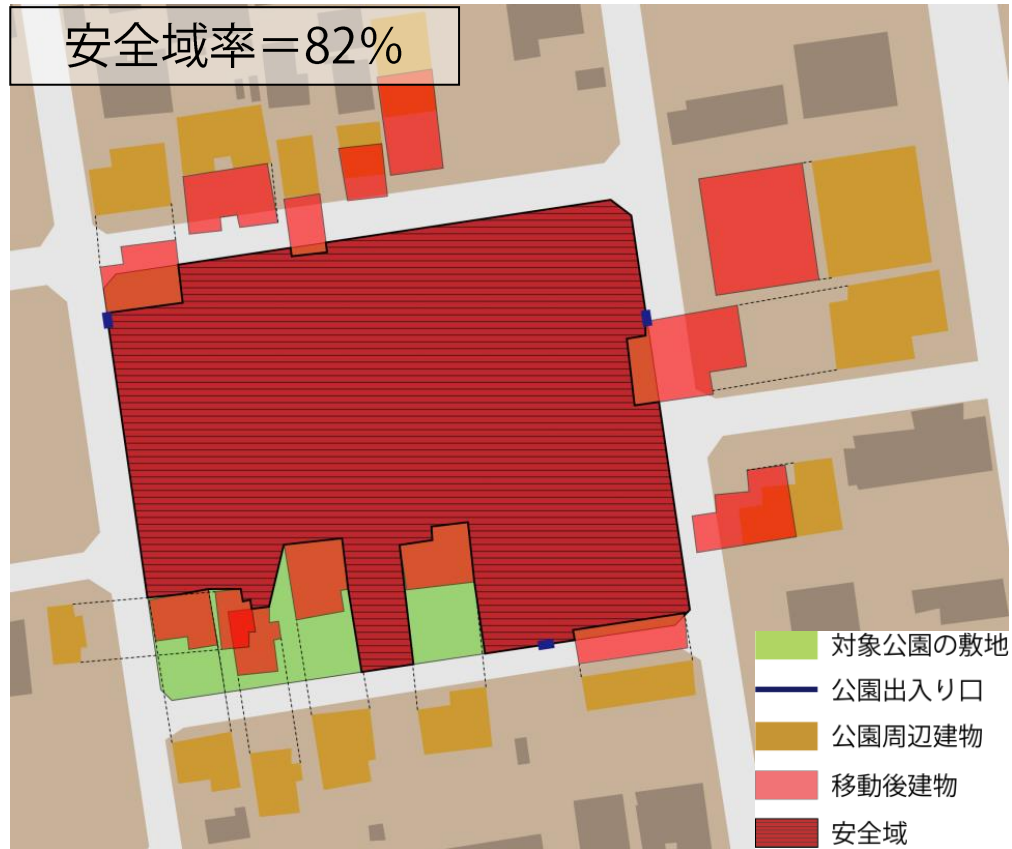 安全域率＝82%
対象公園の敷地
公園出入り口
公園周辺建物
移動後建物
安全域